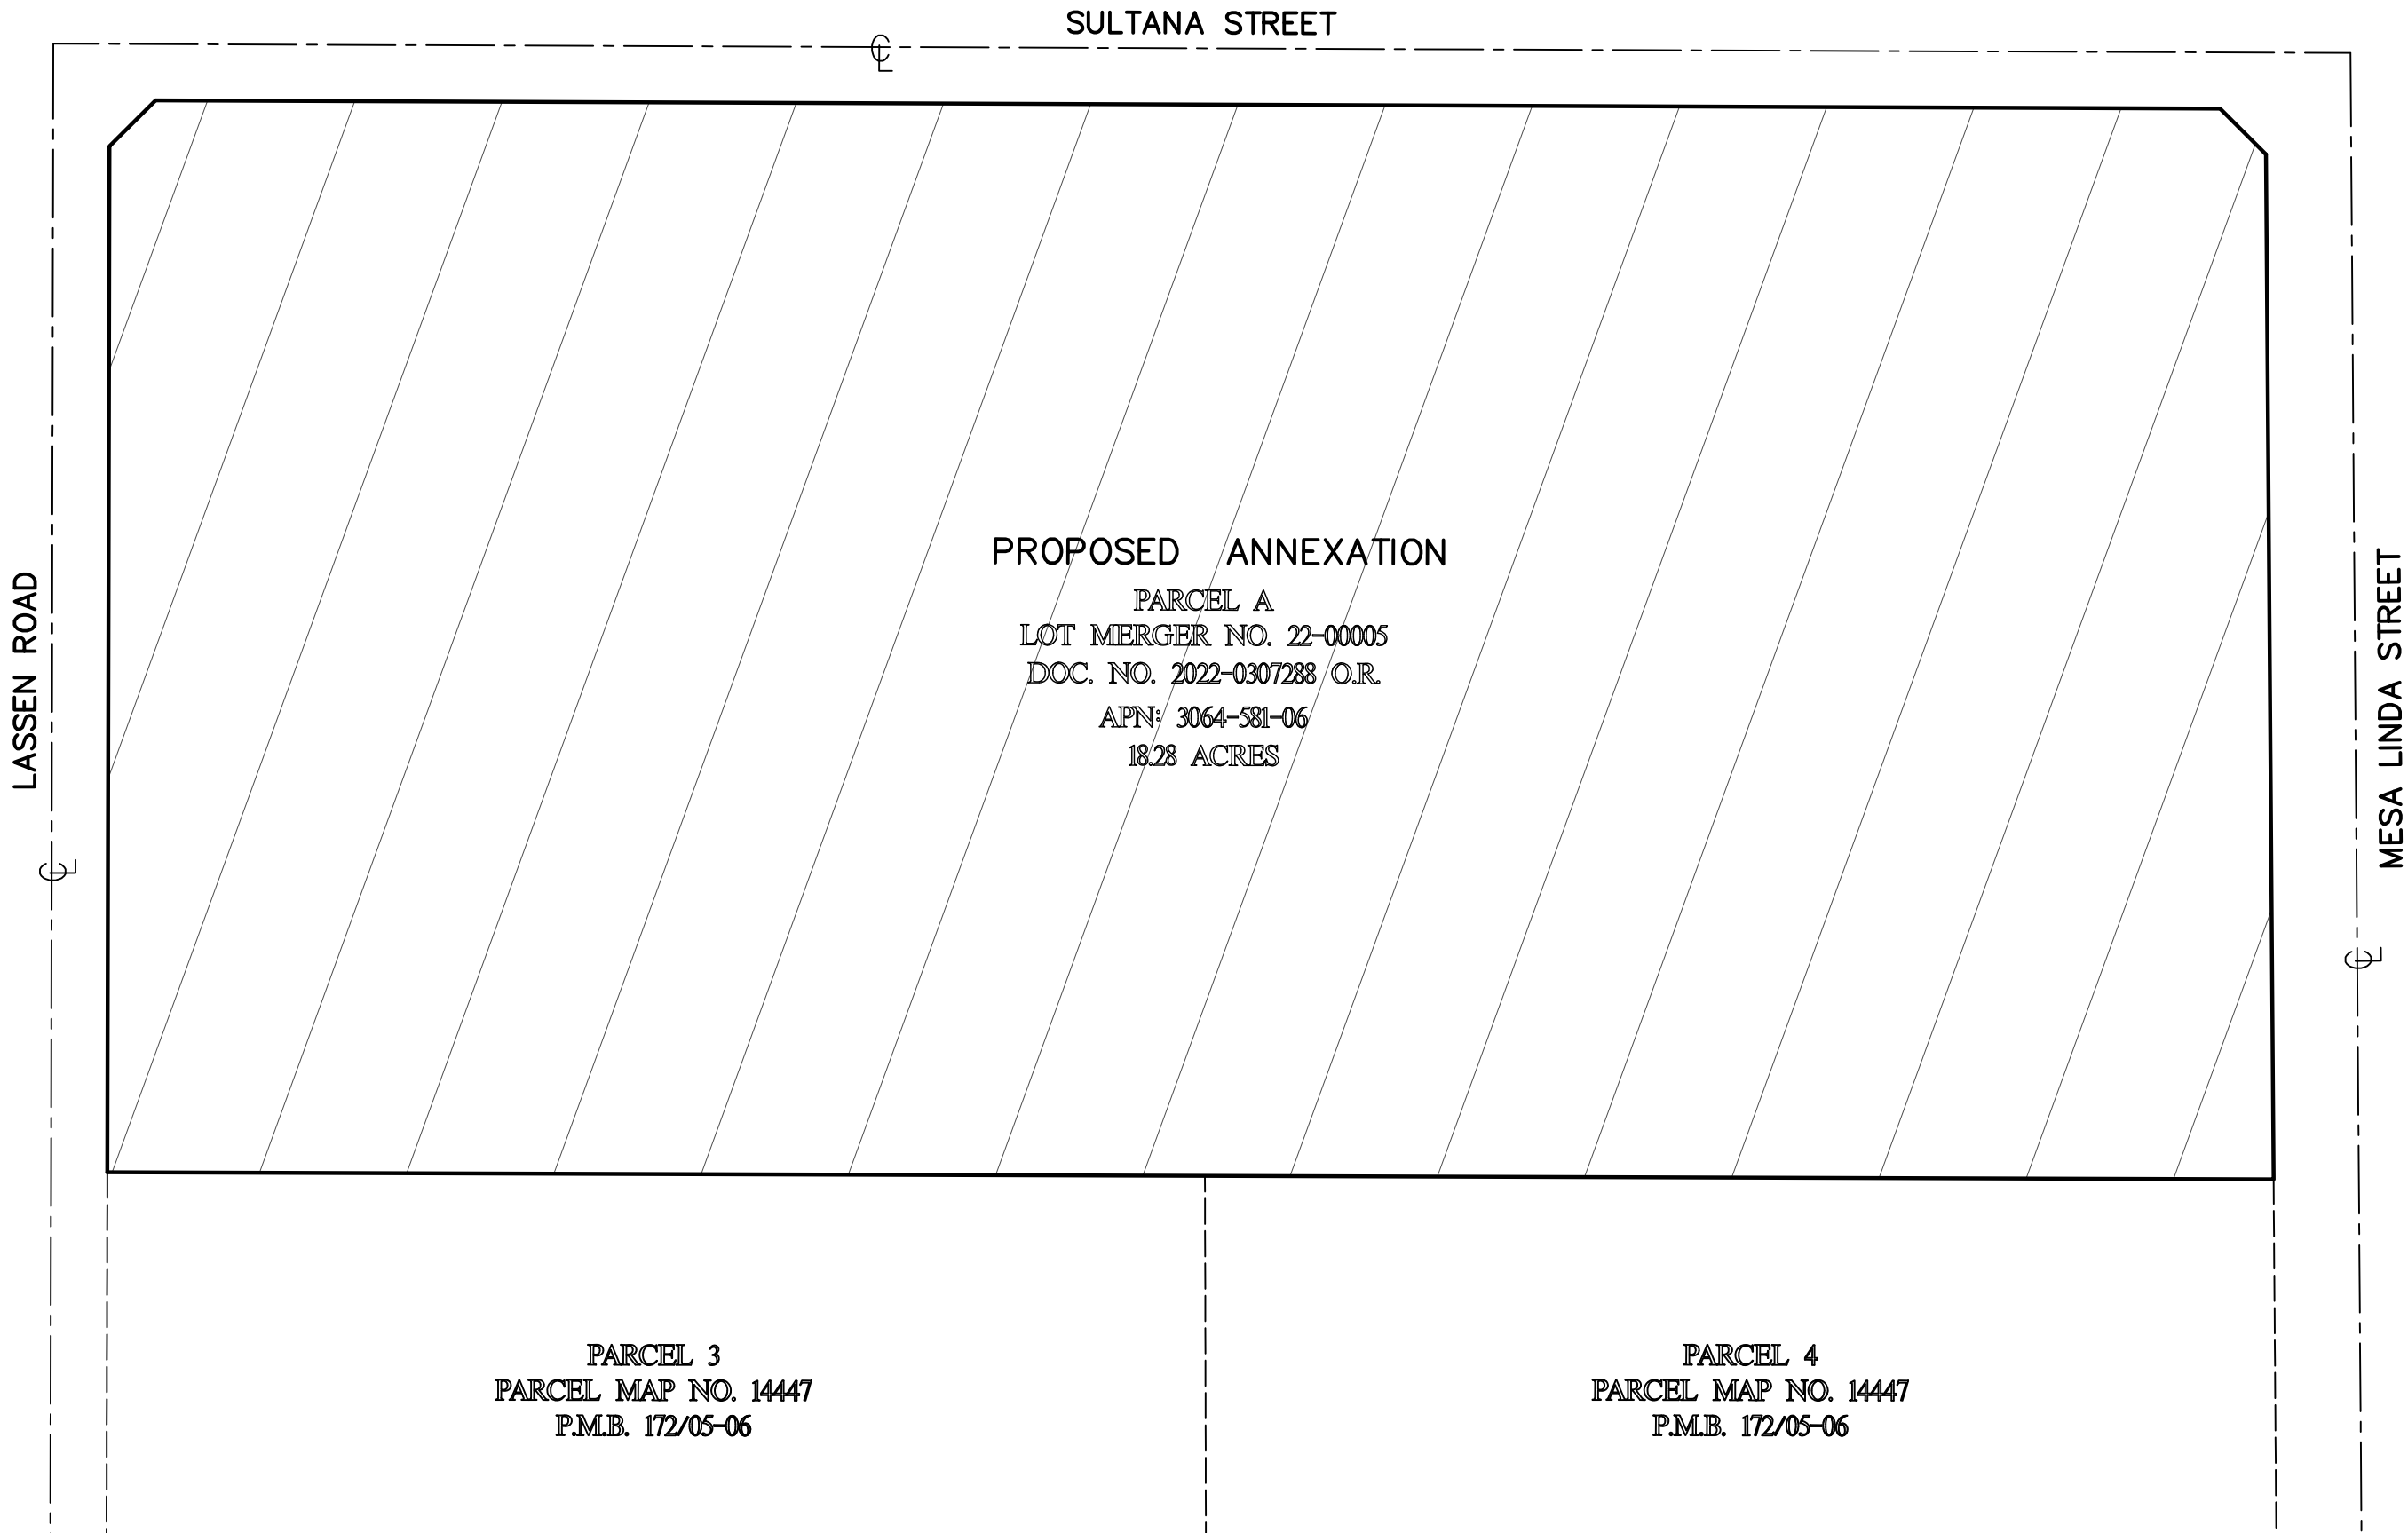 SULTANA STREET
℄
LASSEN ROAD
℄
PROPOSED ANNEXATION
PARCEL A
LOT MERGER NO. 22-00005
DOC. NO. 2022-0307288 O.R.
APN: 3064-581-06
18.28 ACRES
MESA LINDA STREET
℄
PARCEL 3
PARCEL MAP NO. 14447
P.M.B. 172/05-06
PARCEL 4
PARCEL MAP NO. 14447
P.M.B. 172/05-06